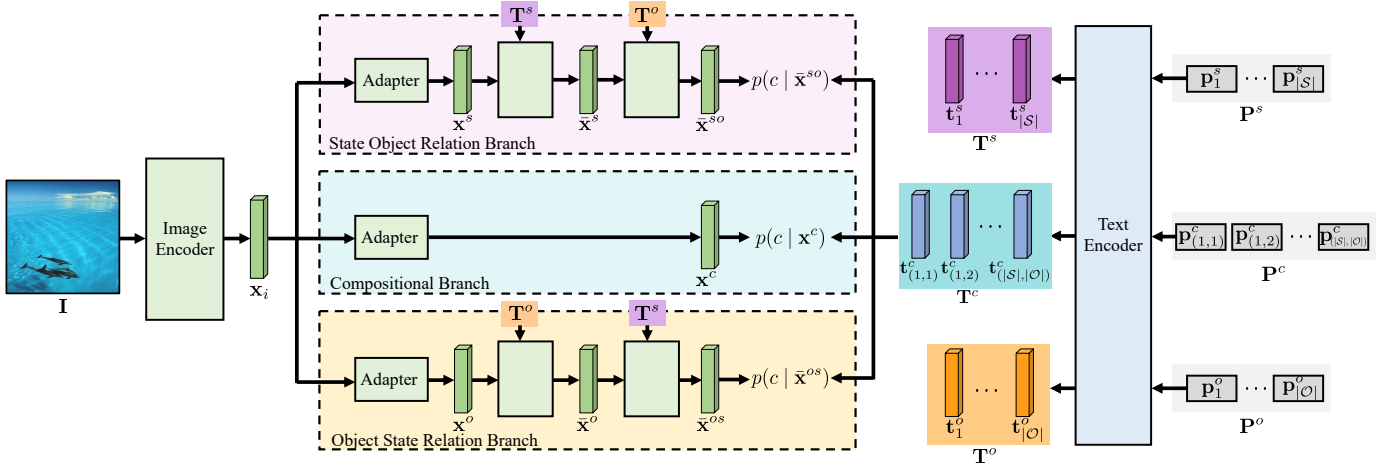 I
Image
Encoder
x_i
T^s
T^o
Adapter
x^s
x̄^s
x̄^{so}
p(c | x̄^{so})
State Object Relation Branch
Adapter
x^c
p(c | x^c)
Compositional Branch
T^o
T^s
Adapter
x^o
x̄^o
x̄^{os}
p(c | x̄^{os})
Object State Relation Branch
· · ·
t^s_1 t^s_{|S|}
T^s
· · ·
t^c_{(1,1)} t^c_{(1,2)} t^c_{(|S|,|O|)}
T^c
· · ·
t^o_1 t^o_{|O|}
T^o
Text
Encoder
p^s_1 · · · p^s_{|S|}
P^s
p^c_{(1,1)} p^c_{(1,2)} · · · p^c_{(|S|,|O|)}
P^c
p^o_1 · · · p^o_{|O|}
P^o